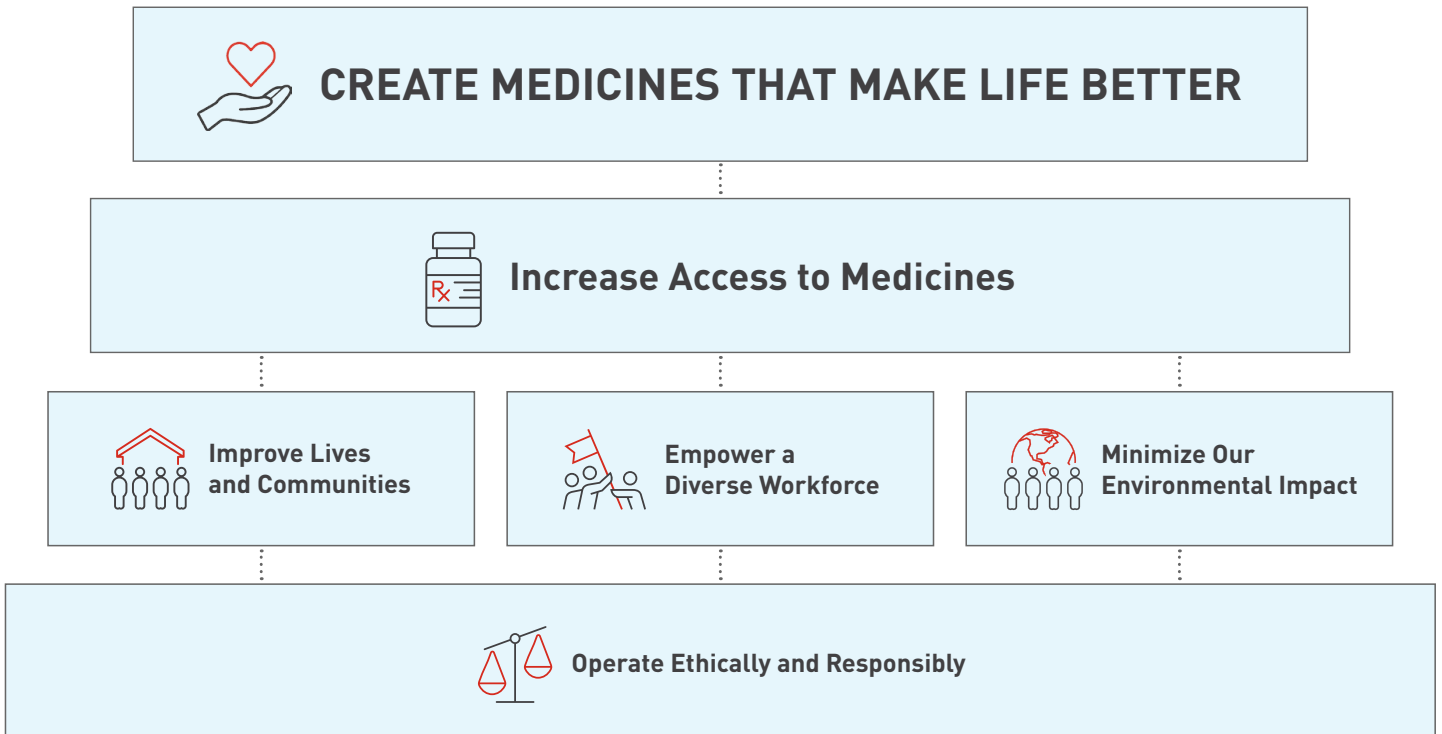 CREATE MEDICINES THAT MAKE LIFE BETTER
Increase Access to Medicines
Rx
Improve Lives
and Communities
Empower a
Diverse Workforce
Minimize Our
Environmental Impact
Operate Ethically and Responsibly